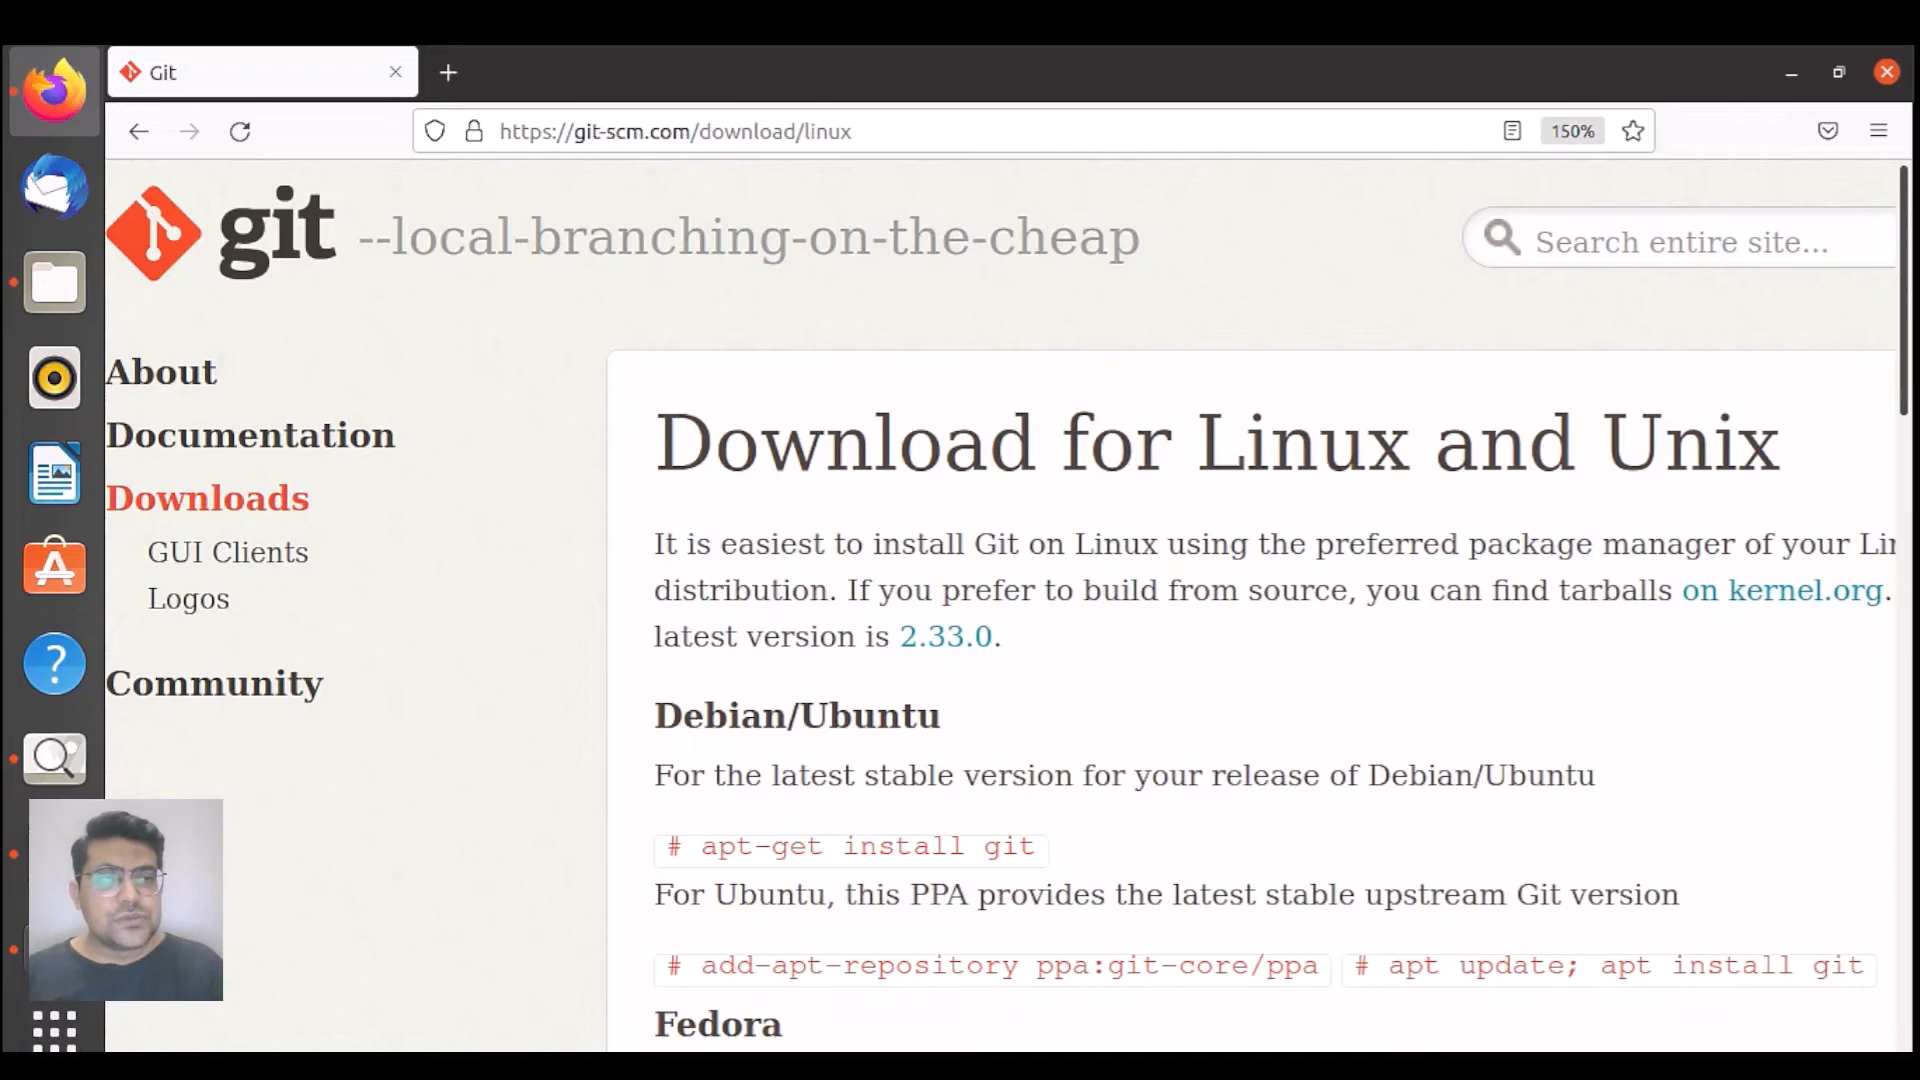 Git
https://git-scm.com/download/linux
150%
git --local-branching-on-the-cheap
Search entire site...
About
Documentation
Downloads
GUI Clients
Logos
Community
Download for Linux and Unix
It is easiest to install Git on Linux using the preferred package manager of your Lin
distribution. If you prefer to build from source, you can find tarballs on kernel.org.
latest version is 2.33.0.
Debian/Ubuntu
For the latest stable version for your release of Debian/Ubuntu
# apt-get install git
For Ubuntu, this PPA provides the latest stable upstream Git version
# add-apt-repository ppa:git-core/ppa # apt update; apt install git
Fedora